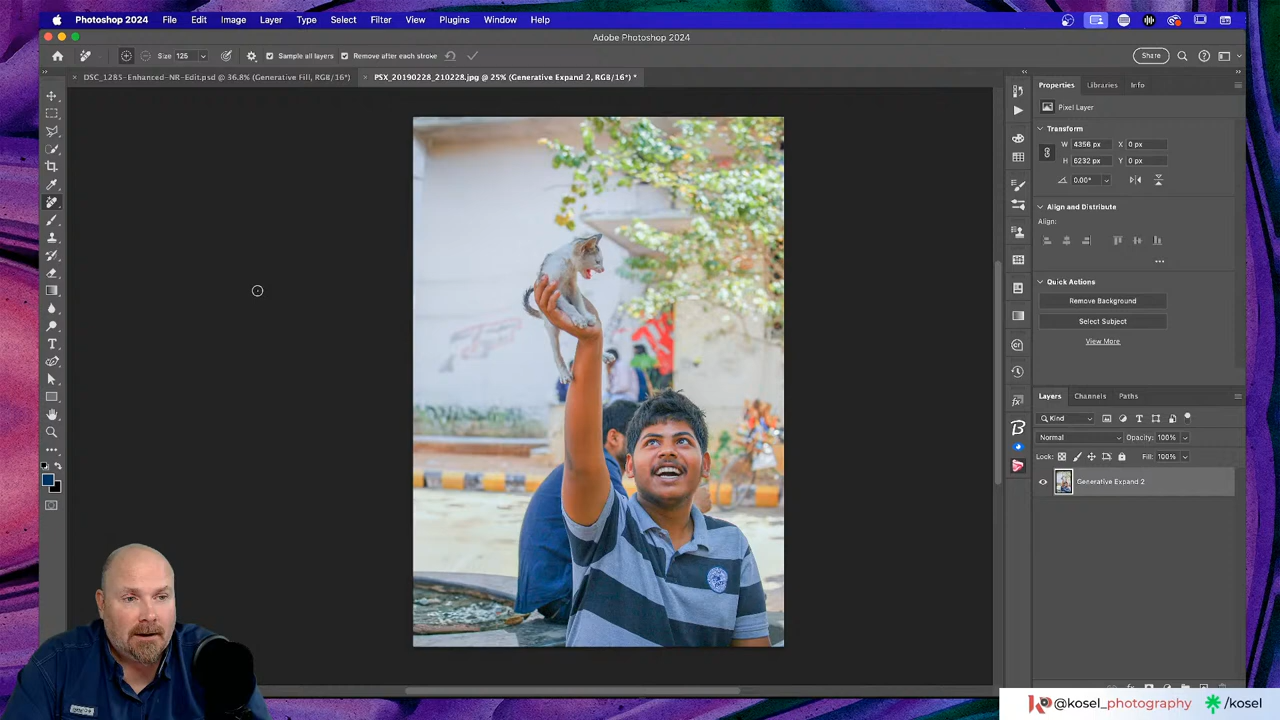 Photoshop 2024 File Edit Image Layer Type Select Filter View Plugins Window Help
Adobe Photoshop 2024
Size 125 Sample all layers Remove after each stroke Share
DSC_1285-Enhanced-NR-Edit.psd @ 36.8% (Generative Fill, RGB/16*) PSX_20190228_210228.jpg @ 25% (Generative Expand 2, RGB/16*) *
Properties Libraries Info
Pixel Layer
Transform
W 4356 px X 0 px
H 6232 px Y 0 px
0.00°
Align and Distribute
Align:
Quick Actions
Remove Background
Select Subject
View More
Layers Channels Paths
Kind
Normal Opacity: 100%
Lock: Fill: 100%
Generative Expand 2
@kosel_photography /kosel